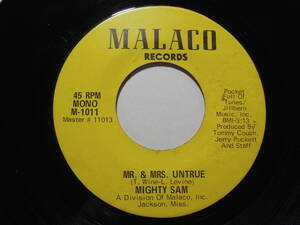 MALACO
RECORDS
45 RPM
MONO
M-1011
Master # 11013
Pocket
Full Of
Tunes/
Jillbern
Music, Inc.
BMI-3:13
Produced By
Tommy Couch,
Jerry Puckett
And Staff
MR. & MRS. UNTRUE
(T. Wine-L. Levine)
MIGHTY SAM
A Division Of Malaco, Inc.
Jackson, Miss.